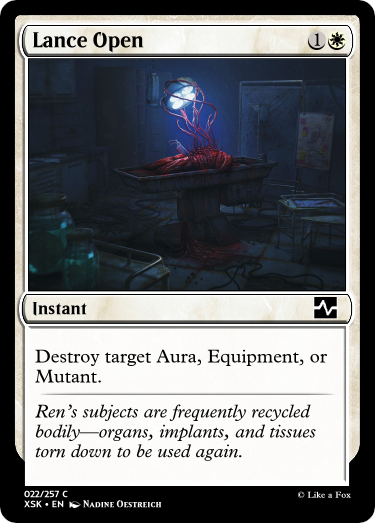 Lance Open 1
Instant
Destroy target Aura, Equipment, or
Mutant.
Ren's subjects are frequently recycled
bodily—organs, implants, and tissues
torn down to be used again.
022/257 C
XSK • EN Nadine Oestreich
© Like a Fox